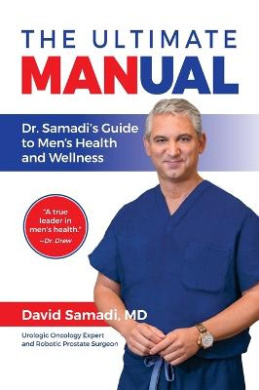 THE ULTIMATE
MANUAL
Dr. Samadi's Guide
to Men's Health
and Wellness
"A true
leader in
men's health."
—Dr. Drew
David Samadi, MD
Urologic Oncology Expert
and Robotic Prostate Surgeon